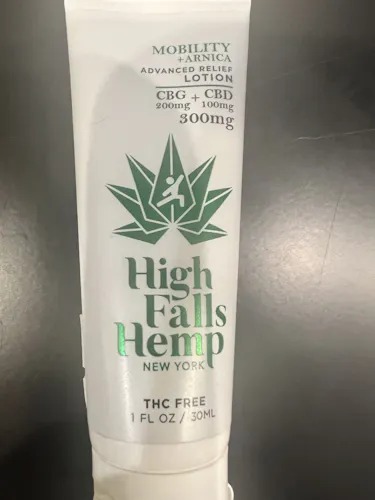 MOBILITY
+ARNICA
ADVANCED RELIEF
LOTION
CBG + CBD
200mg 100mg
300mg
High
Falls
Hemp
NEW YORK
THC FREE
1 FL OZ / 30ML